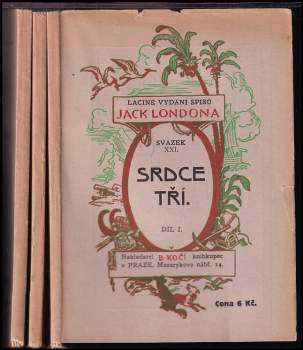 LACINÉ VYDÁNÍ SPISŮ
JACK LONDONA
SVAZEK
XXI.
SRDCE
TŘÍ.
DÍL I.
Nakladatel B. KOČÍ knihkupec
v PRAZE, Masarykovo nábř. 14.
Cena 6 Kč.